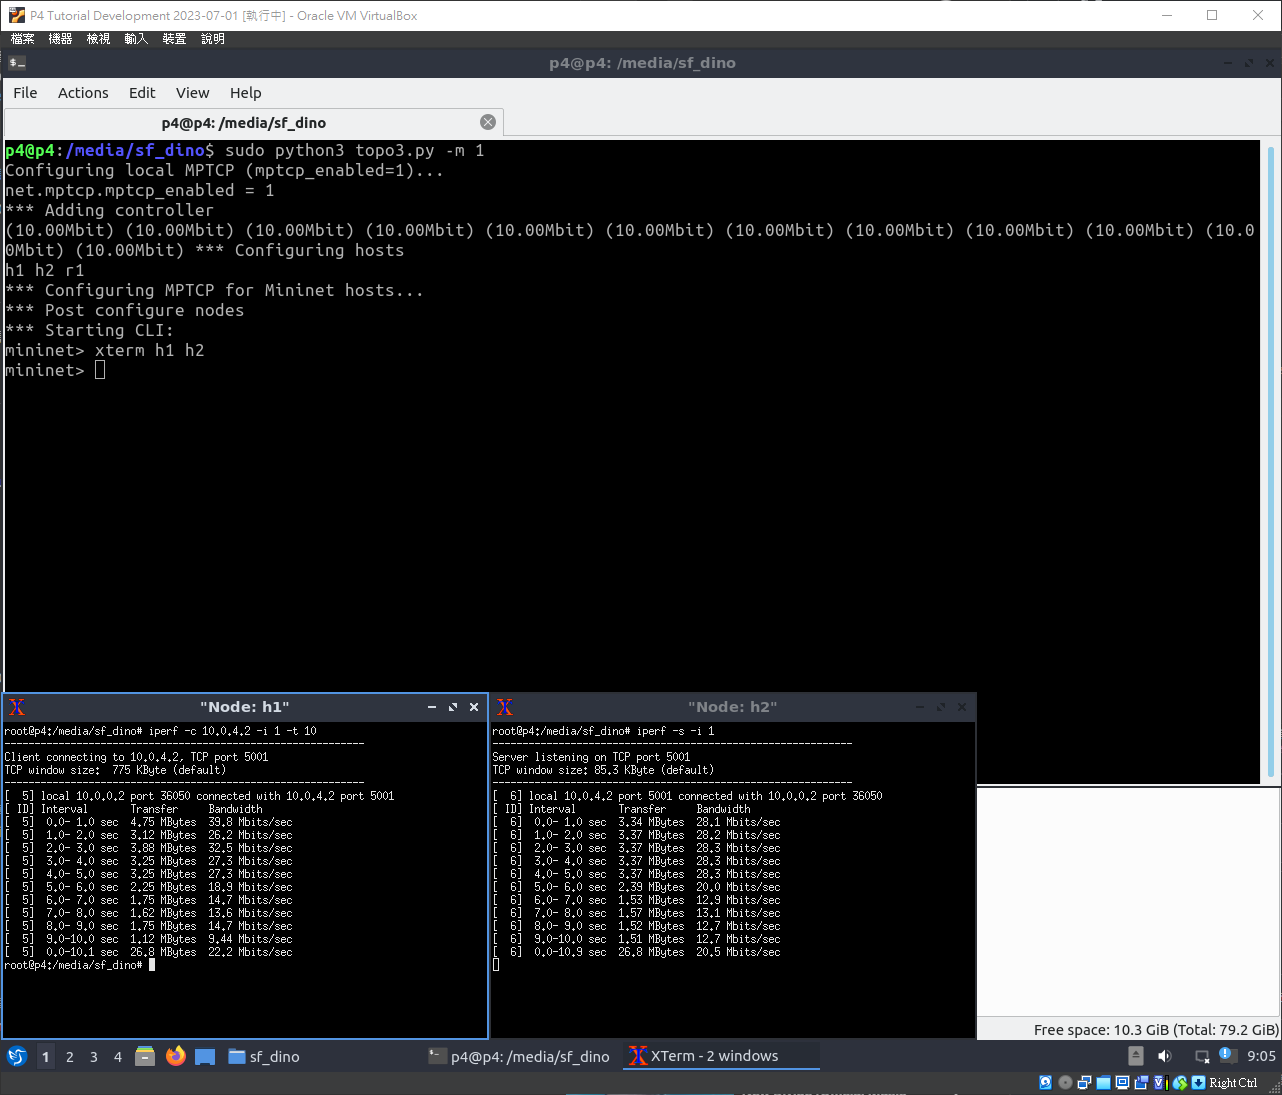 P4 Tutorial Development 2023-07-01 [執行中] - Oracle VM VirtualBox
檔案 機器 檢視 輸入 裝置 說明
p4@p4: /media/sf_dino
File Actions Edit View Help
p4@p4: /media/sf_dino
p4@p4:/media/sf_dino$ sudo python3 topo3.py -m 1
Configuring local MPTCP (mptcp_enabled=1)...
net.mptcp.mptcp_enabled = 1
*** Adding controller
(10.00Mbit) (10.00Mbit) (10.00Mbit) (10.00Mbit) (10.00Mbit) (10.00Mbit) (10.00Mbit) (10.00Mbit) (10.00Mbit) (10.00Mbit) (10.0
0Mbit) (10.00Mbit) *** Configuring hosts
h1 h2 r1
*** Configuring MPTCP for Mininet hosts...
*** Post configure nodes
*** Starting CLI:
mininet> xterm h1 h2
mininet>
"Node: h1"
root@p4:/media/sf_dino# iperf -c 10.0.4.2 -i 1 -t 10
------------------------------------------------------------
Client connecting to 10.0.4.2, TCP port 5001
TCP window size:  775 KByte (default)
------------------------------------------------------------
[  5] local 10.0.0.2 port 36050 connected with 10.0.4.2 port 5001
[ ID] Interval       Transfer     Bandwidth
[  5]  0.0- 1.0 sec  4.75 MBytes  39.8 Mbits/sec
[  5]  1.0- 2.0 sec  3.12 MBytes  26.2 Mbits/sec
[  5]  2.0- 3.0 sec  3.88 MBytes  32.5 Mbits/sec
[  5]  3.0- 4.0 sec  3.25 MBytes  27.3 Mbits/sec
[  5]  4.0- 5.0 sec  3.25 MBytes  27.3 Mbits/sec
[  5]  5.0- 6.0 sec  2.25 MBytes  18.9 Mbits/sec
[  5]  6.0- 7.0 sec  1.75 MBytes  14.7 Mbits/sec
[  5]  7.0- 8.0 sec  1.62 MBytes  13.6 Mbits/sec
[  5]  8.0- 9.0 sec  1.75 MBytes  14.7 Mbits/sec
[  5]  9.0-10.0 sec  1.12 MBytes  9.44 Mbits/sec
[  5]  0.0-10.1 sec  26.8 MBytes  22.2 Mbits/sec
root@p4:/media/sf_dino#
"Node: h2"
root@p4:/media/sf_dino# iperf -s -i 1
------------------------------------------------------------
Server listening on TCP port 5001
TCP window size: 85.3 KByte (default)
------------------------------------------------------------
[  6] local 10.0.4.2 port 5001 connected with 10.0.0.2 port 36050
[ ID] Interval       Transfer     Bandwidth
[  6]  0.0- 1.0 sec  3.34 MBytes  28.1 Mbits/sec
[  6]  1.0- 2.0 sec  3.37 MBytes  28.2 Mbits/sec
[  6]  2.0- 3.0 sec  3.37 MBytes  28.3 Mbits/sec
[  6]  3.0- 4.0 sec  3.37 MBytes  28.3 Mbits/sec
[  6]  4.0- 5.0 sec  3.37 MBytes  28.3 Mbits/sec
[  6]  5.0- 6.0 sec  2.39 MBytes  20.0 Mbits/sec
[  6]  6.0- 7.0 sec  1.53 MBytes  12.9 Mbits/sec
[  6]  7.0- 8.0 sec  1.57 MBytes  13.1 Mbits/sec
[  6]  8.0- 9.0 sec  1.52 MBytes  12.7 Mbits/sec
[  6]  9.0-10.0 sec  1.51 MBytes  12.7 Mbits/sec
[  6]  0.0-10.9 sec  26.8 MBytes  20.5 Mbits/sec
Free space: 10.3 GiB (Total: 79.2 GiB)
1 2 3 4 sf_dino p4@p4: /media/sf_dino XTerm - 2 windows 9:05
Right Ctrl